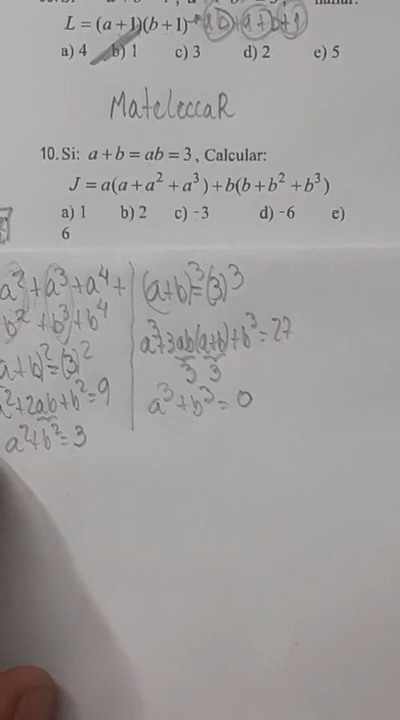 L = (a+1)(b+1) → ab + a + b + 1
a) 4 b) 1 c) 3 d) 2 e) 5
MateleccaR
10. Si: a + b = ab = 3, Calcular:
J = a(a + a² + a³) + b(b + b² + b³)
a) 1 b) 2 c) -3 d) -6 e)
6
a² + a³ + a⁴ +
b² + b³ + b⁴
a+b)² = (3)²
a²+2ab+b² = 9
a²+b² = 3
(a+b)³ = (3)³
a³+3ab(a+b)+b³ = 27
3 3
a³+b³ = 0